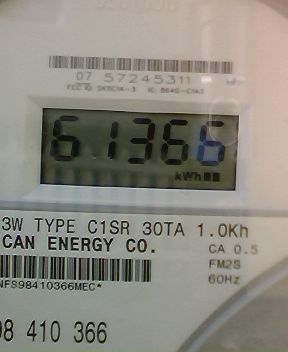 07 57245311
61366
kWh
3W TYPE C1SR 30TA 1.0Kh
CAN ENERGY CO.
CA 0.5
FM2S
60Hz
NFS98410366MEC*
98 410 366